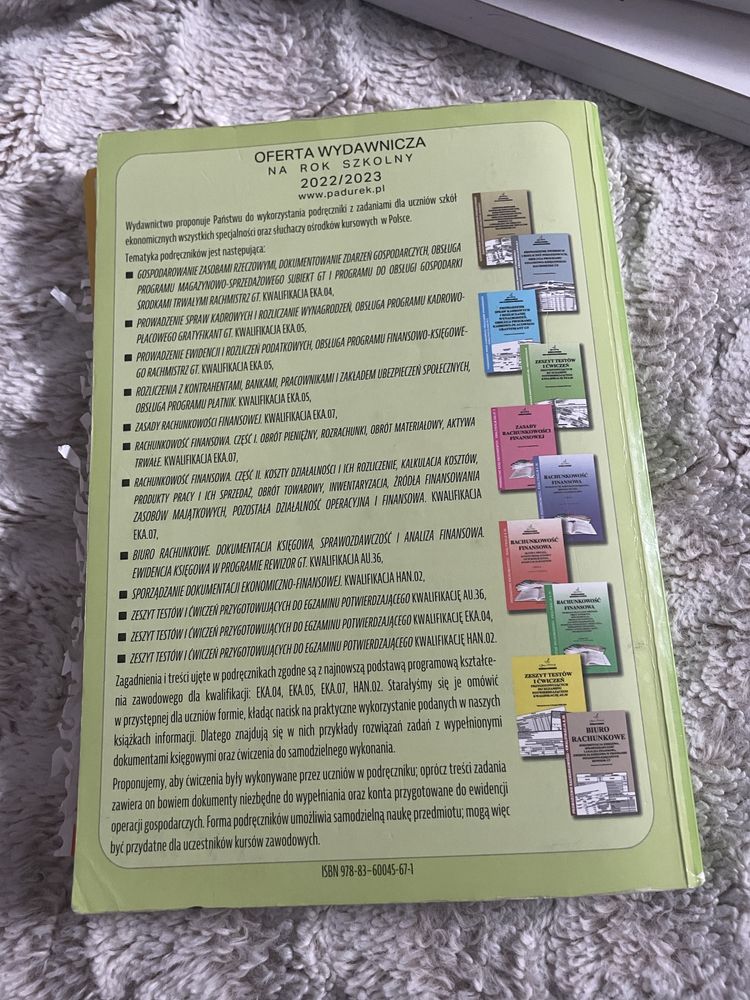 OFERTA WYDAWNICZA
NA ROK SZKOLNY
2022/2023
www.padurek.pl
Wydawnictwo proponuje Państwu do wykorzystania podręczniki z zadaniami dla uczniów szkół
ekonomicznych wszystkich specjalności oraz słuchaczy ośrodków kursowych w Polsce.
Tematyka podręczników jest następująca:
■ GOSPODAROWANIE ZASOBAMI RZECZOWYMI, DOKUMENTOWANIE ZDARZEŃ GOSPODARCZYCH, OBSŁUGA
PROGRAMU MAGAZYNOWO-SPRZEDAŻOWEGO SUBIEKT GT I PROGRAMU DO OBSŁUGI GOSPODARKI
ŚRODKAMI TRWAŁYMI RACHMISTRZ GT. KWALIFIKACJA EKA.04,
■ PROWADZENIE SPRAW KADROWYCH I ROZLICZANIE WYNAGRODZEŃ, OBSŁUGA PROGRAMU KADROWO-
PŁACOWEGO GRATYFIKANT GT. KWALIFIKACJA EKA.05,
■ PROWADZENIE EWIDENCJI I ROZLICZEŃ PODATKOWYCH, OBSŁUGA PROGRAMU FINANSOWO-KSIĘGOWE-
GO RACHMISTRZ GT. KWALIFIKACJA EKA.05,
■ ROZLICZENIA Z KONTRAHENTAMI, BANKAMI, PRACOWNIKAMI I ZAKŁADEM UBEZPIECZEŃ SPOŁECZNYCH,
OBSŁUGA PROGRAMU PŁATNIK. KWALIFIKACJA EKA.05,
■ ZASADY RACHUNKOWOŚCI FINANSOWEJ. KWALIFIKACJA EKA.07,
■ RACHUNKOWOŚĆ FINANSOWA. CZĘŚĆ I. OBRÓT PIENIĘŻNY, ROZRACHUNKI, OBRÓT MATERIAŁOWY, AKTYWA
TRWAŁE. KWALIFIKACJA EKA.07,
■ RACHUNKOWOŚĆ FINANSOWA. CZĘŚĆ II. KOSZTY DZIAŁALNOŚCI I ICH ROZLICZENIE, KALKULACJA KOSZTÓW,
PRODUKTY PRACY I ICH SPRZEDAŻ, OBRÓT TOWAROWY, INWENTARYZACJA, ŹRÓDŁA FINANSOWANIA
ZASOBÓW MAJĄTKOWYCH, POZOSTAŁA DZIAŁALNOŚĆ OPERACYJNA I FINANSOWA. KWALIFIKACJA
EKA.07,
■ BIURO RACHUNKOWE. DOKUMENTACJA KSIĘGOWA, SPRAWOZDAWCZOŚĆ I ANALIZA FINANSOWA.
EWIDENCJA KSIĘGOWA W PROGRAMIE REWIZOR GT. KWALIFIKACJA AU.36,
■ SPORZĄDZANIE DOKUMENTACJI EKONOMICZNO-FINANSOWEJ. KWALIFIKACJA HAN.02,
■ ZESZYT TESTÓW I ĆWICZEŃ PRZYGOTOWUJĄCYCH DO EGZAMINU POTWIERDZAJĄCEGO KWALIFIKACJĘ AU.36,
■ ZESZYT TESTÓW I ĆWICZEŃ PRZYGOTOWUJĄCYCH DO EGZAMINU POTWIERDZAJĄCEGO KWALIFIKACJĘ EKA.04,
■ ZESZYT TESTÓW I ĆWICZEŃ PRZYGOTOWUJĄCYCH DO EGZAMINU POTWIERDZAJĄCEGO KWALIFIKACJĘ HAN.02.
Zagadnienia i treści ujęte w podręcznikach zgodne są z najnowszą podstawą programową kształce-
nia zawodowego dla kwalifikacji: EKA.04, EKA.05, EKA.07, HAN.02. Starałyśmy się je omówić
w przystępnej dla uczniów formie, kładąc nacisk na praktyczne wykorzystanie podanych w naszych
książkach informacji. Dlatego znajdują się w nich przykłady rozwiązań zadań z wypełnionymi
dokumentami księgowymi oraz ćwiczenia do samodzielnego wykonania.
Proponujemy, aby ćwiczenia były wykonywane przez uczniów w podręczniku; oprócz treści zadania
zawiera on bowiem dokumenty niezbędne do wypełniania oraz konta przygotowane do ewidencji
operacji gospodarczych. Forma podręczników umożliwia samodzielną naukę przedmiotu; mogą więc
być przydatne dla uczestników kursów zawodowych.
ISBN 978-83-60045-67-1
PROWADZENIE
SPRAW KADROWYCH
I ROZLICZANIE
WYNAGRODZEŃ
ZESZYT TESTÓW
I ĆWICZEŃ
ZASADY
RACHUNKOWOŚCI
FINANSOWEJ
RACHUNKOWOŚĆ
FINANSOWA
RACHUNKOWOŚĆ
FINANSOWA
RACHUNKOWOŚĆ
FINANSOWA
ZESZYT TESTÓW
I ĆWICZEŃ
BIURO
RACHUNKOWE